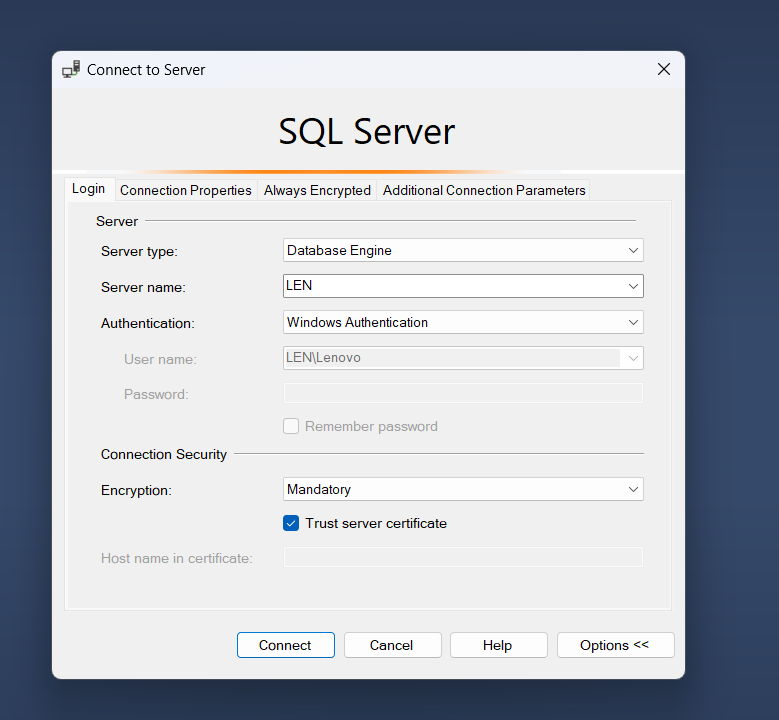 Connect to Server
SQL Server
Login Connection Properties Always Encrypted Additional Connection Parameters
Server
Server type: Database Engine
Server name: LEN
Authentication: Windows Authentication
User name: LEN\Lenovo
Password:
Remember password
Connection Security
Encryption: Mandatory
Trust server certificate
Host name in certificate:
Connect Cancel Help Options <<